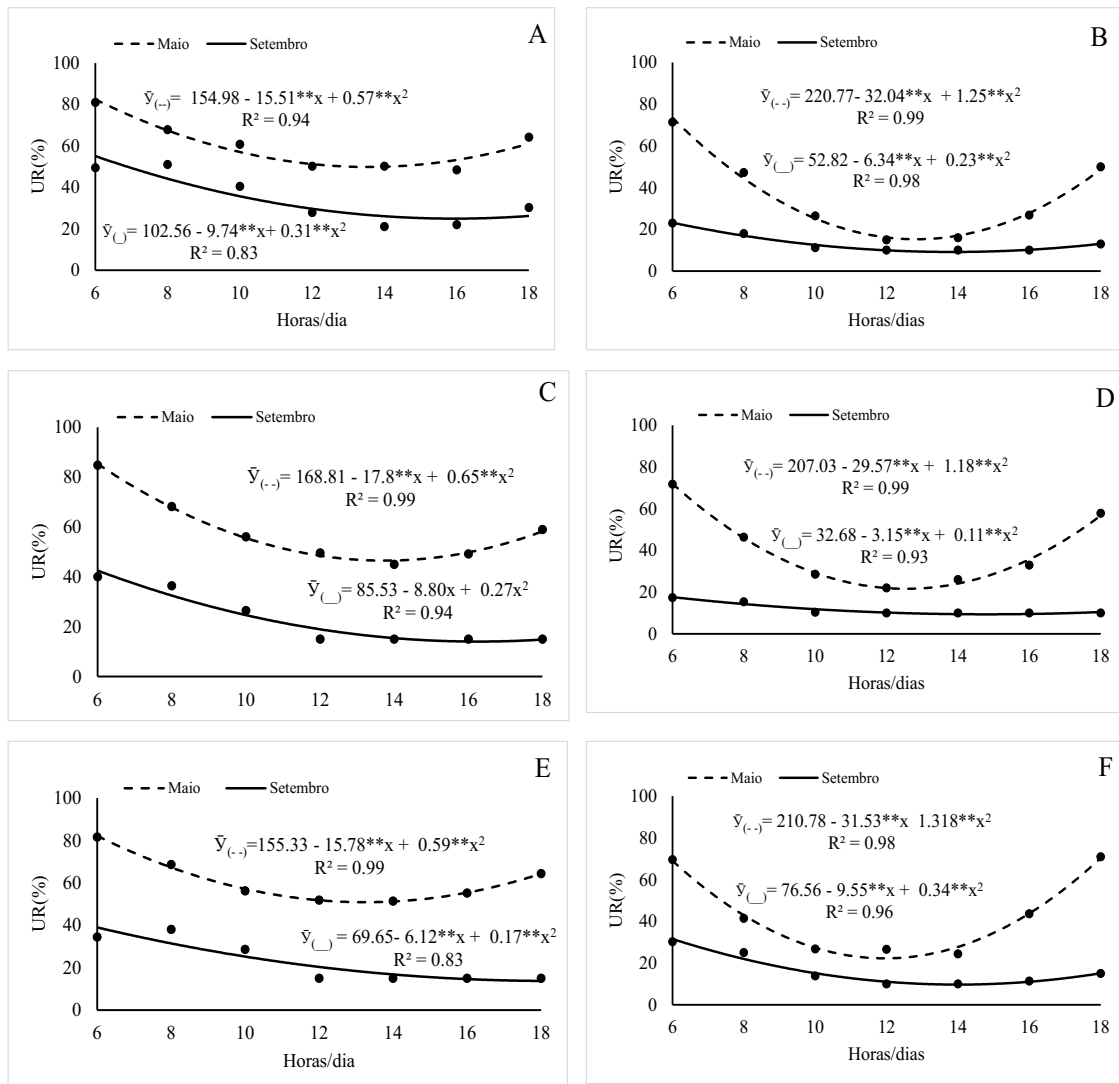 A
Maio Setembro
UR(%)
100
80
60
40
20
0
ȳ(--)= 154.98 - 15.51**x + 0.57**x²
R² = 0.94
ȳ(_)= 102.56 - 9.74**x+ 0.31**x²
R² = 0.83
6 8 10 12 14 16 18
Horas/dia
B
Maio Setembro
UR(%)
100
80
60
40
20
0
ȳ(- -)= 220.77- 32.04**x + 1.25**x²
R² = 0.99
ȳ(__)= 52.82 - 6.34**x + 0.23**x²
R² = 0.98
6 8 10 12 14 16 18
Horas/dias
C
Maio Setembro
UR(%)
100
80
60
40
20
0
ȳ(- -)= 168.81 - 17.8**x + 0.65**x²
R² = 0.99
ȳ(__)= 85.53 - 8.80x + 0.27x²
R² = 0.94
6 8 10 12 14 16 18
D
Maio Setembro
UR(%)
100
80
60
40
20
0
ȳ(- -)= 207.03 - 29.57**x + 1.18**x²
R² = 0.99
ȳ(__)= 32.68 - 3.15**x + 0.11**x²
R² = 0.93
6 8 10 12 14 16 18
Horas/dias
E
Maio Setembro
UR(%)
100
80
60
40
20
0
ȳ(- -)=155.33 - 15.78**x + 0.59**x²
R² = 0.99
ȳ(__) = 69.65- 6.12**x + 0.17**x²
R² = 0.83
6 8 10 12 14 16 18
Horas/dia
F
Maio Setembro
UR(%)
100
80
60
40
20
0
ȳ(- -)= 210.78 - 31.53**x 1.318**x²
R² = 0.98
ȳ(__)= 76.56 - 9.55**x + 0.34**x²
R² = 0.96
6 8 10 12 14 16 18
Horas/dias